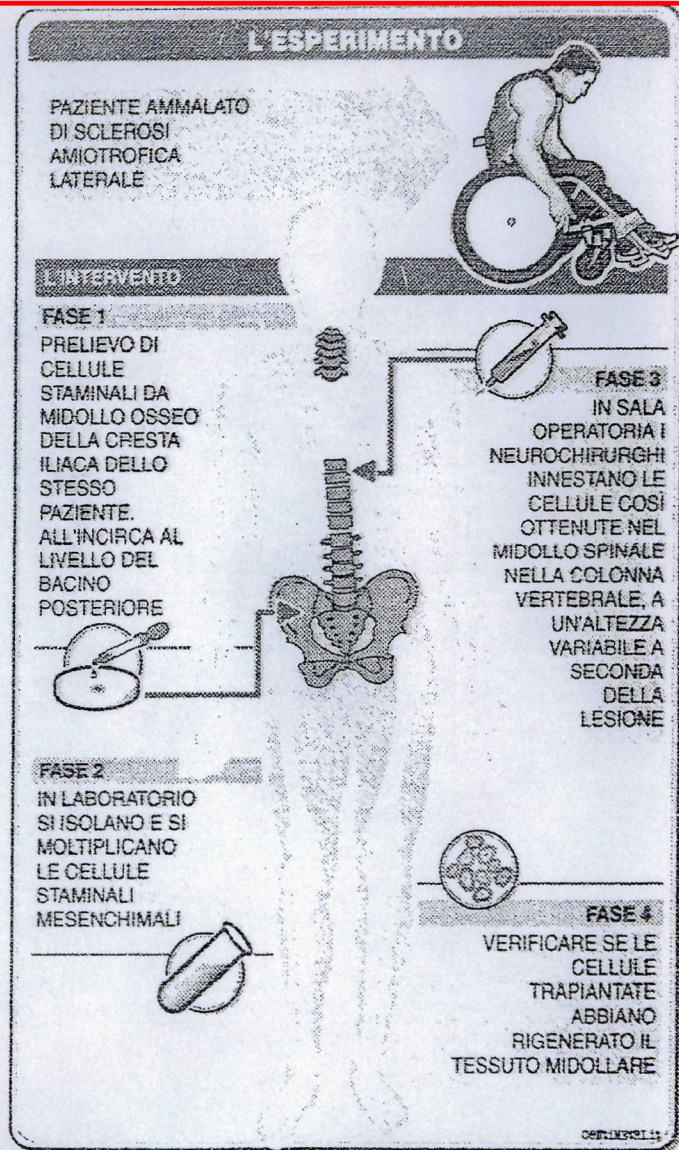 L'ESPERIMENTO
PAZIENTE AMMALATO
DI SCLEROSI
AMIOTROFICA
LATERALE
L'INTERVENTO
FASE 1
PRELIEVO DI
CELLULE
STAMINALI DA
MIDOLLO OSSEO
DELLA CRESTA
ILIACA DELLO
STESSO
PAZIENTE.
ALL'INCIRCA AL
LIVELLO DEL
BACINO
POSTERIORE
FASE 2
IN LABORATORIO
SI ISOLANO E SI
MOLTIPLICANO
LE CELLULE
STAMINALI
MESENCHIMALI
FASE 3
IN SALA
OPERATORIA I
NEUROCHIRURGHI
INNESTANO LE
CELLULE COSÌ
OTTENUTE NEL
MIDOLLO SPINALE
NELLA COLONNA
VERTEBRALE, A
UN'ALTEZZA
VARIABILE A
SECONDA
DELLA
LESIONE
FASE 4
VERIFICARE SE LE
CELLULE
TRAPIANTATE
ABBIANO
RIGENERATO IL
TESSUTO MIDOLLARE